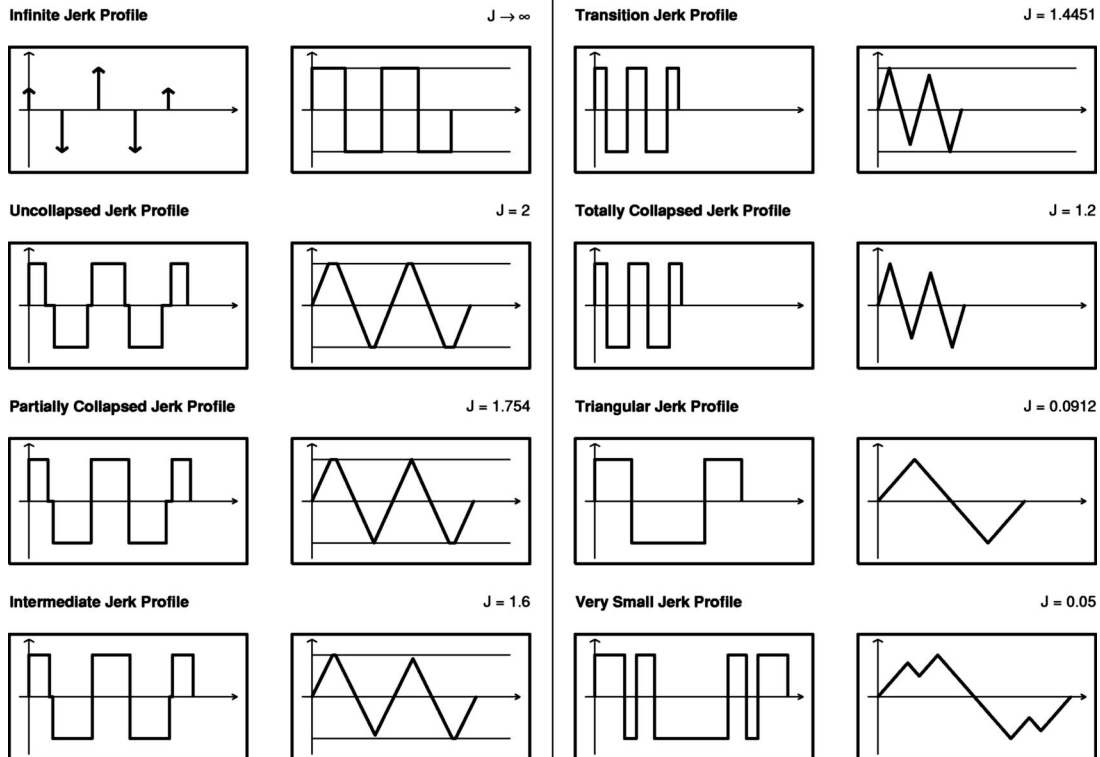 Infinite Jerk Profile J → ∞
Uncollapsed Jerk Profile J = 2
Partially Collapsed Jerk Profile J = 1.754
Intermediate Jerk Profile J = 1.6
Transition Jerk Profile J = 1.4451
Totally Collapsed Jerk Profile J = 1.2
Triangular Jerk Profile J = 0.0912
Very Small Jerk Profile J = 0.05